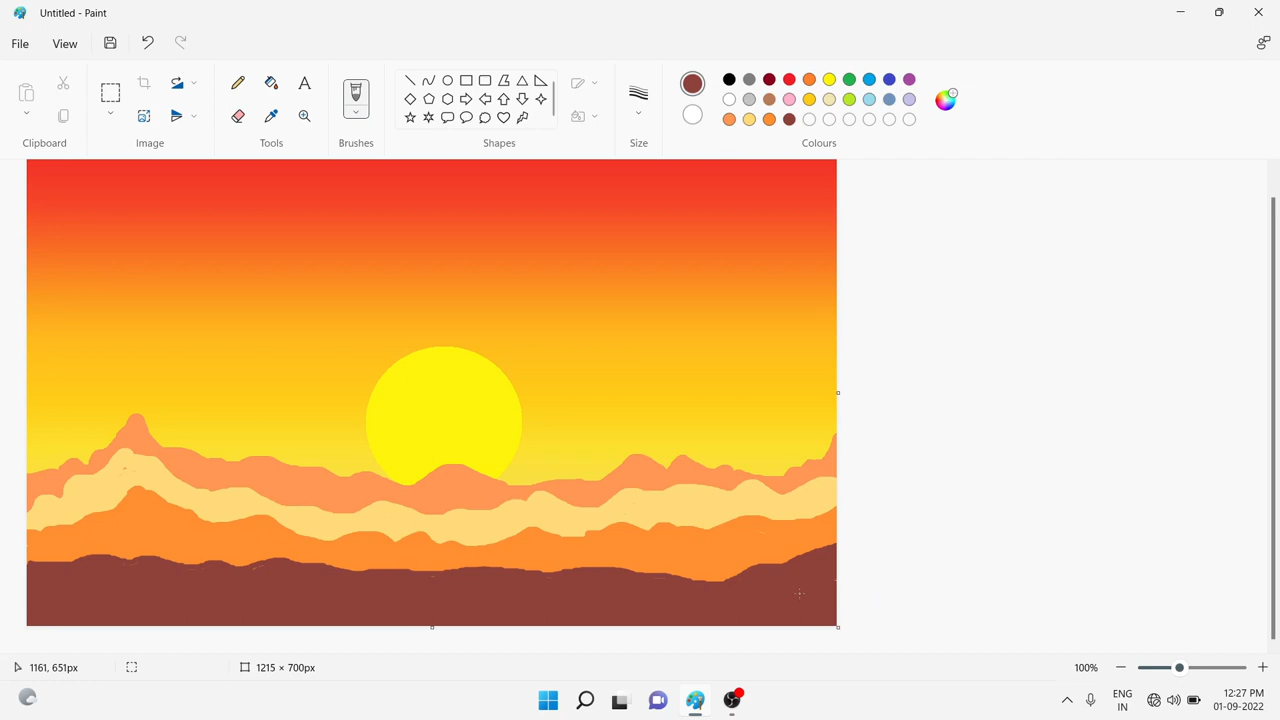 Untitled - Paint
File View
Clipboard Image Tools Brushes Shapes Size Colours
1161, 651px 1215 × 700px 100%
ENG
IN
12:27 PM
01-09-2022